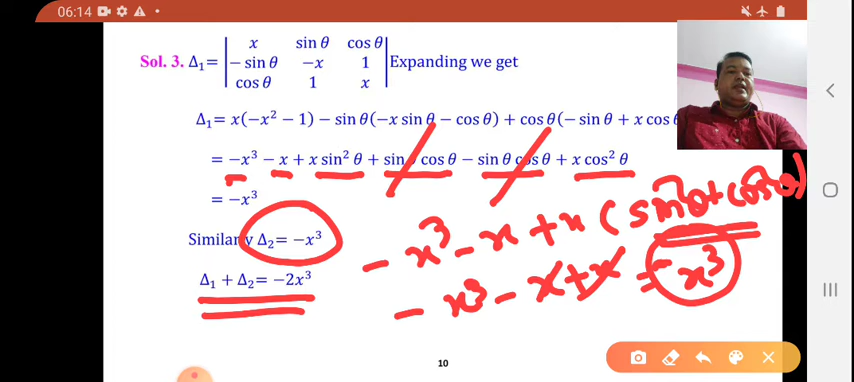 06:14
Sol. 3. Δ₁= | x sin θ cos θ | Expanding we get
| − sin θ −x 1 |
| cos θ 1 x |
Δ₁= x(−x² − 1) − sin θ(−x sin θ − cos θ) + cos θ(− sin θ + x cos θ
= −x³ − x + x sin² θ + sin θ cos θ − sin θ cos θ + x cos² θ
= −x³
Similarly Δ₂= −x³
Δ₁ + Δ₂= −2x³
− x³ − x + x ( sin²θ + cos²θ )
− x³ − x + x = − x³
10